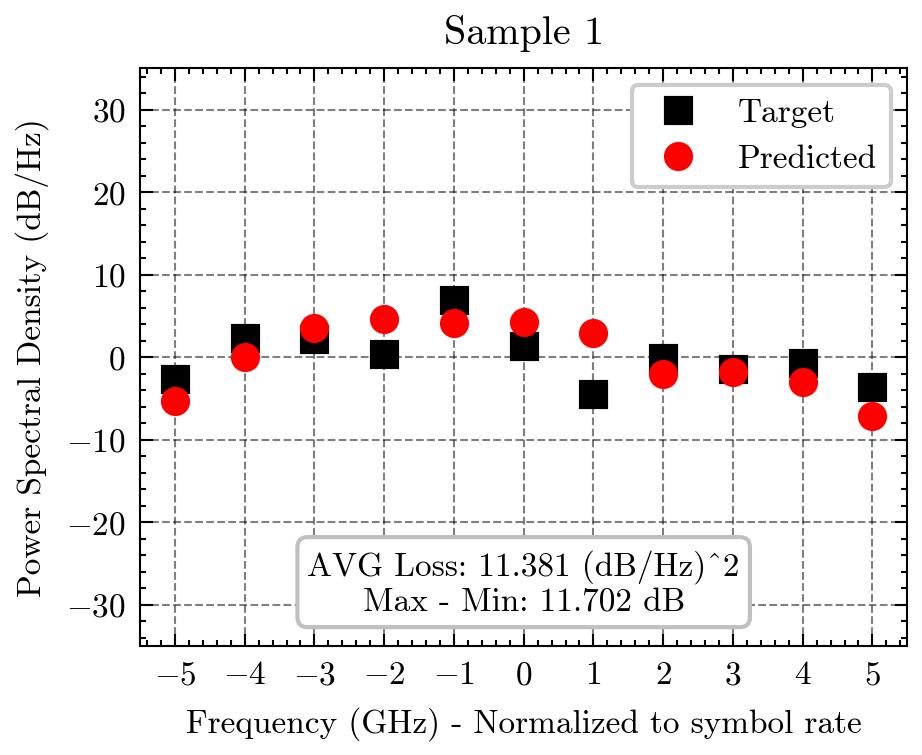 Sample 1
Power Spectral Density (dB/Hz)
30
20
10
0
−10
−20
−30
Target
Predicted
AVG Loss: 11.381 (dB/Hz)^2
Max - Min: 11.702 dB
−5 −4 −3 −2 −1 0 1 2 3 4 5
Frequency (GHz) - Normalized to symbol rate